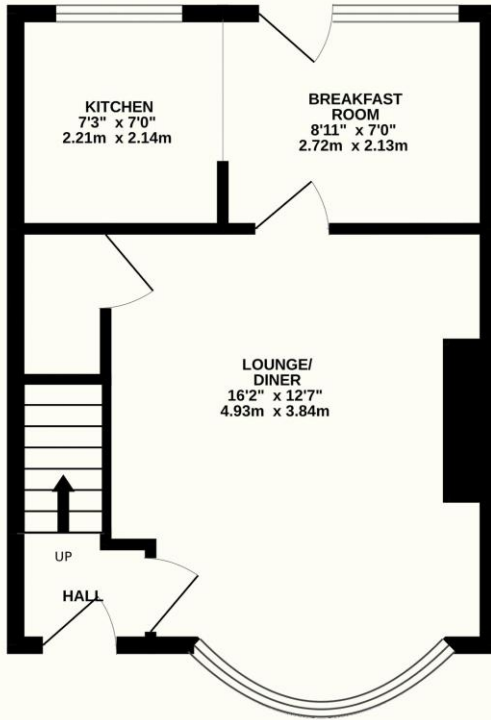 KITCHEN
7'3" x 7'0"
2.21m x 2.14m
BREAKFAST
ROOM
8'11" x 7'0"
2.72m x 2.13m
LOUNGE/
DINER
16'2" x 12'7"
4.93m x 3.84m
UP
HALL